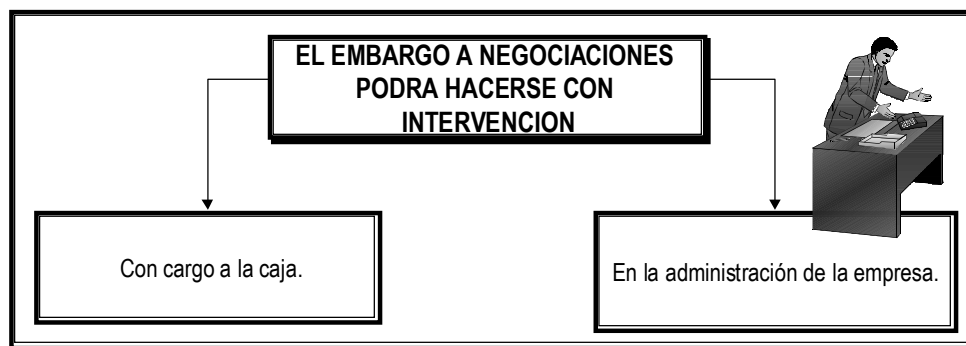 EL EMBARGO A NEGOCIACIONES
PODRA HACERSE CON
INTERVENCION
Con cargo a la caja.
En la administración de la empresa.